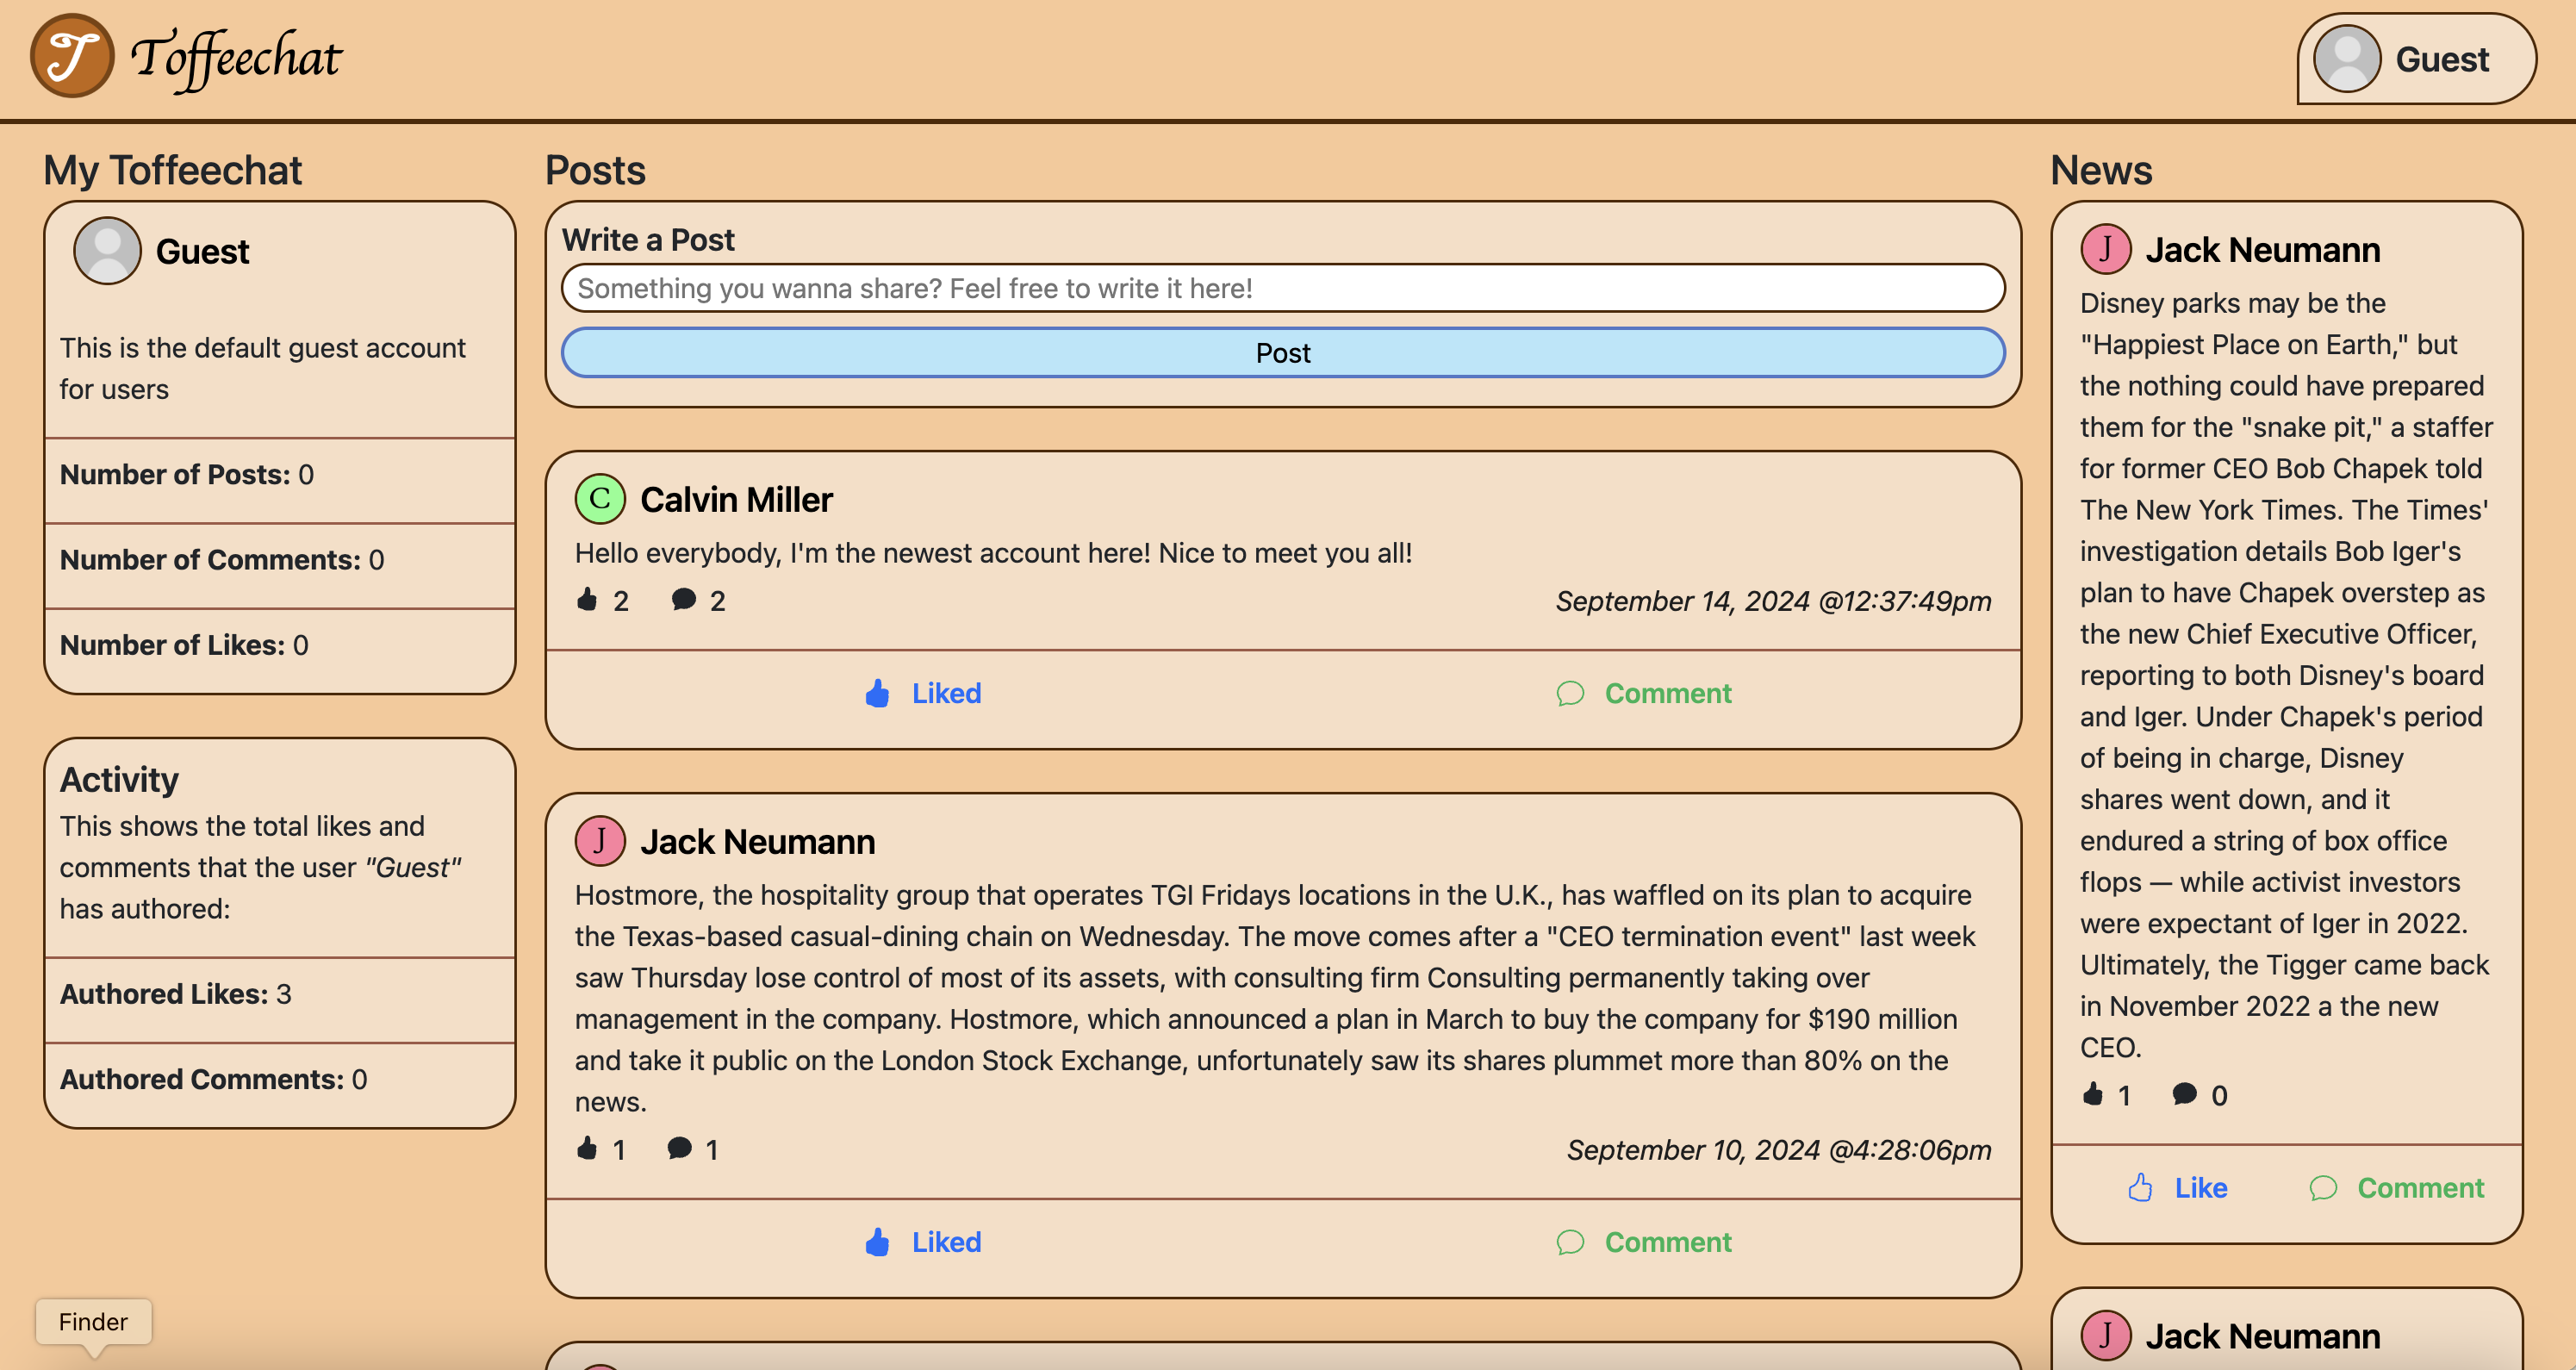 T Toffeechat
Guest
My Toffeechat
Guest
This is the default guest account
for users
Number of Posts: 0
Number of Comments: 0
Number of Likes: 0
Activity
This shows the total likes and
comments that the user "Guest"
has authored:
Authored Likes: 3
Authored Comments: 0
Finder
Posts
Write a Post
Something you wanna share? Feel free to write it here!
Post
C Calvin Miller
Hello everybody, I'm the newest account here! Nice to meet you all!
2 2 September 14, 2024 @12:37:49pm
Liked Comment
J Jack Neumann
Hostmore, the hospitality group that operates TGI Fridays locations in the U.K., has waffled on its plan to acquire
the Texas-based casual-dining chain on Wednesday. The move comes after a "CEO termination event" last week
saw Thursday lose control of most of its assets, with consulting firm Consulting permanently taking over
management in the company. Hostmore, which announced a plan in March to buy the company for $190 million
and take it public on the London Stock Exchange, unfortunately saw its shares plummet more than 80% on the
news.
1 1 September 10, 2024 @4:28:06pm
Liked Comment
News
J Jack Neumann
Disney parks may be the
"Happiest Place on Earth," but
the nothing could have prepared
them for the "snake pit," a staffer
for former CEO Bob Chapek told
The New York Times. The Times'
investigation details Bob Iger's
plan to have Chapek overstep as
the new Chief Executive Officer,
reporting to both Disney's board
and Iger. Under Chapek's period
of being in charge, Disney
shares went down, and it
endured a string of box office
flops — while activist investors
were expectant of Iger in 2022.
Ultimately, the Tigger came back
in November 2022 a the new
CEO.
1 0
Like Comment
J Jack Neumann